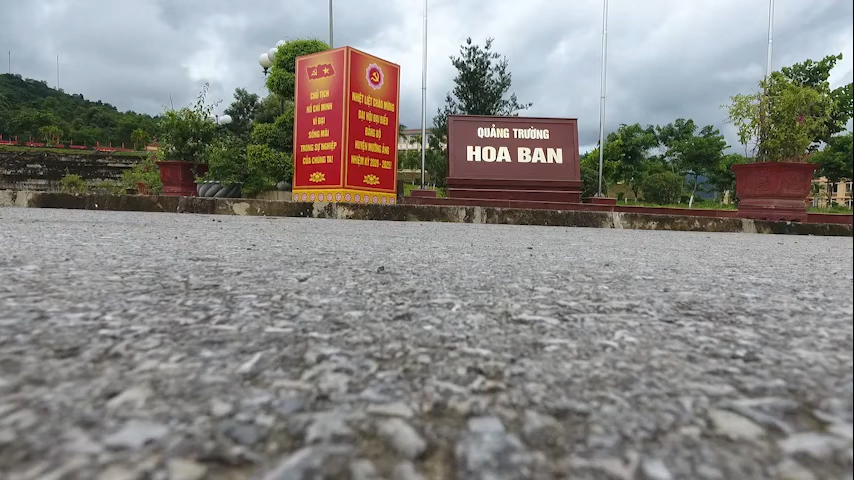 CHỦ TỊCH
HỒ CHÍ MINH
VĨ ĐẠI
SỐNG MÃI
TRONG SỰ NGHIỆP
CỦA CHÚNG TA!
NHIỆT LIỆT CHÀO MỪNG
ĐẠI HỘI ĐẠI BIỂU
ĐẢNG BỘ
HUYỆN MƯỜNG ẢNG
NHIỆM KỲ 2020 - 2025!
QUẢNG TRƯỜNG
HOA BAN